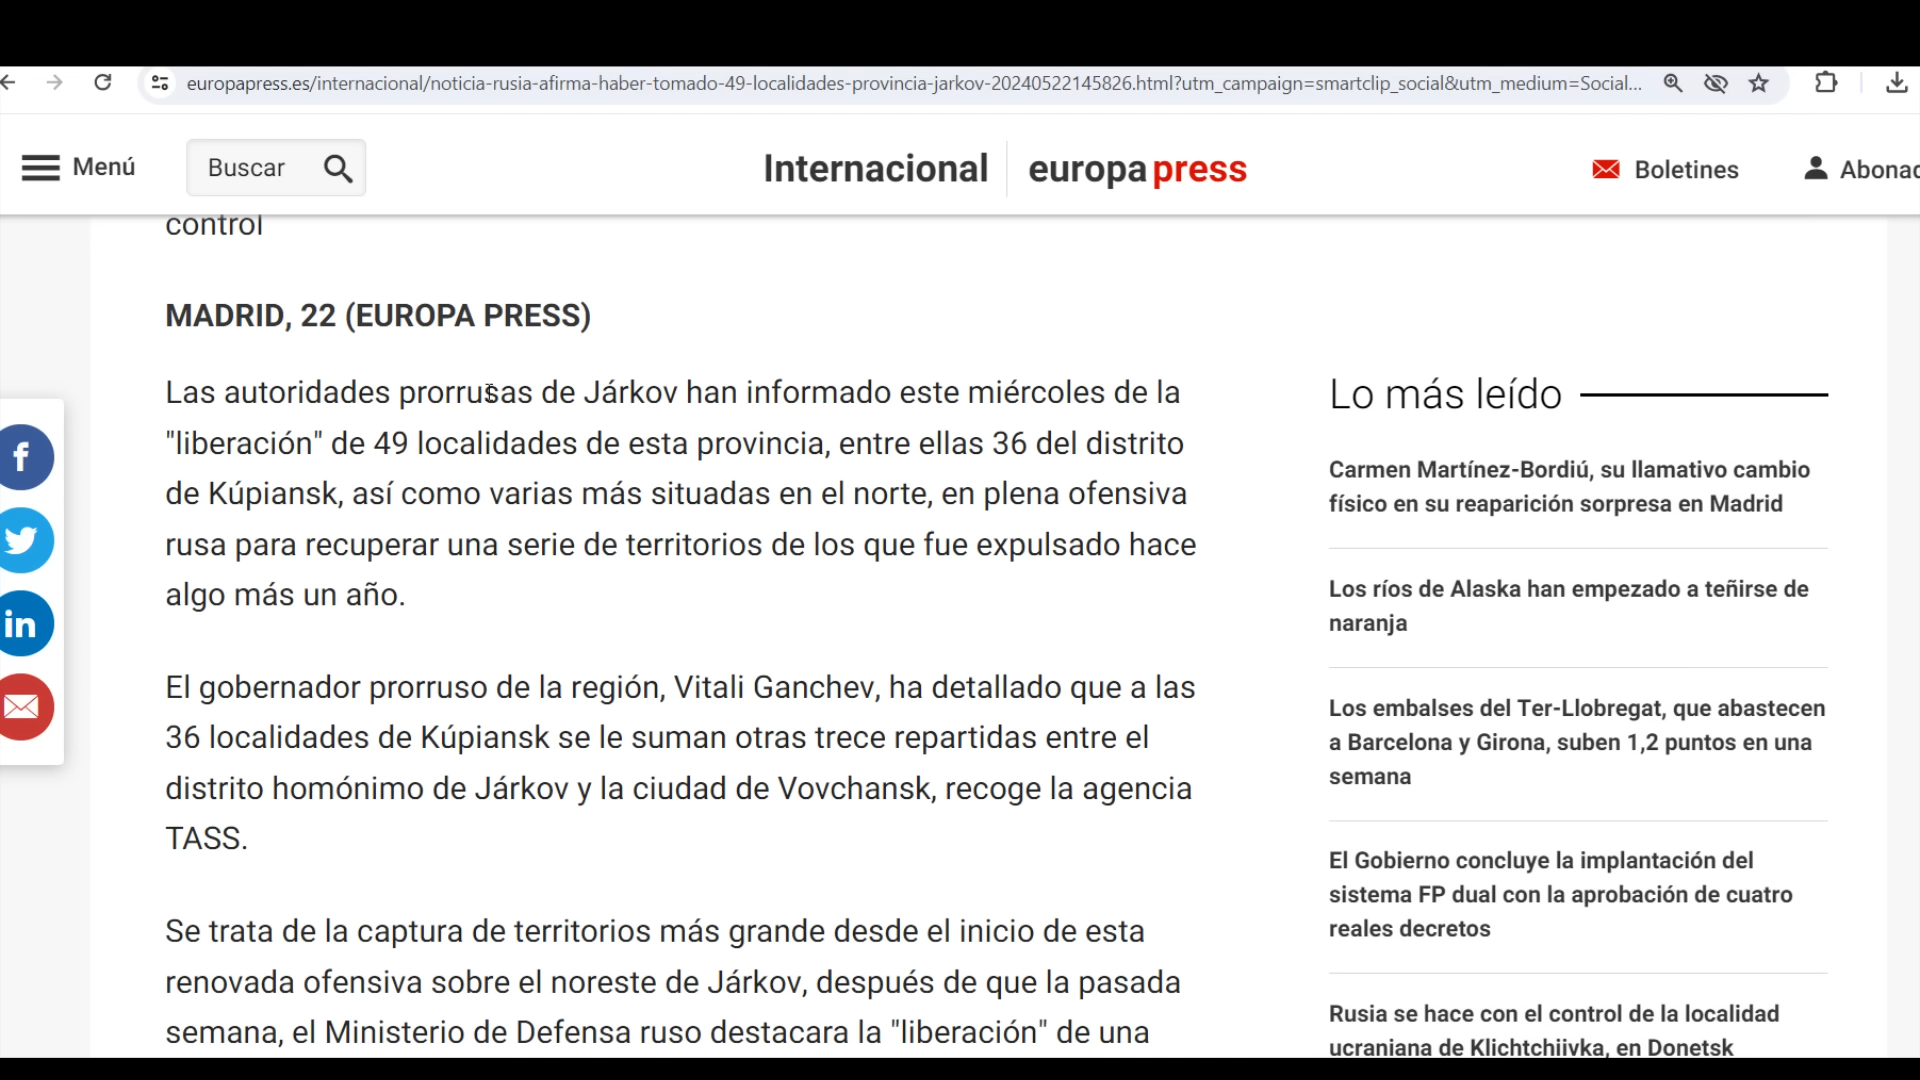 europapress.es/internacional/noticia-rusia-afirma-haber-tomado-49-localidades-provincia-jarkov-20240522145826.html?utm_campaign=smartclip_social&utm_medium=Social...
Menú
Buscar
Internacional
europapress
Boletines
Abonad
control
MADRID, 22 (EUROPA PRESS)
Las autoridades prorrusas de Járkov han informado este miércoles de la
"liberación" de 49 localidades de esta provincia, entre ellas 36 del distrito
de Kúpiansk, así como varias más situadas en el norte, en plena ofensiva
rusa para recuperar una serie de territorios de los que fue expulsado hace
algo más un año.
El gobernador prorruso de la región, Vitali Ganchev, ha detallado que a las
36 localidades de Kúpiansk se le suman otras trece repartidas entre el
distrito homónimo de Járkov y la ciudad de Vovchansk, recoge la agencia
TASS.
Se trata de la captura de territorios más grande desde el inicio de esta
renovada ofensiva sobre el noreste de Járkov, después de que la pasada
semana, el Ministerio de Defensa ruso destacara la "liberación" de una
Lo más leído
Carmen Martínez-Bordiú, su llamativo cambio
físico en su reaparición sorpresa en Madrid
Los ríos de Alaska han empezado a teñirse de
naranja
Los embalses del Ter-Llobregat, que abastecen
a Barcelona y Girona, suben 1,2 puntos en una
semana
El Gobierno concluye la implantación del
sistema FP dual con la aprobación de cuatro
reales decretos
Rusia se hace con el control de la localidad
ucraniana de Klichtchiivka, en Donetsk